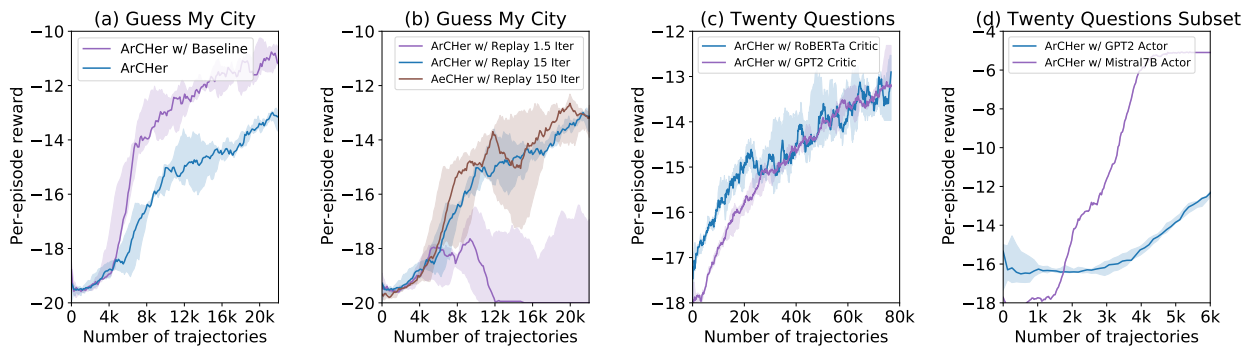 (a) Guess My City
Per-episode reward
−10
−12
−14
−16
−18
−20
ArCHer w/ Baseline
ArCHer
0 4k 8k 12k 16k 20k
Number of trajectories
(b) Guess My City
Per-episode reward
−10
−12
−14
−16
−18
−20
ArCHer w/ Replay 1.5 Iter
ArCHer w/ Replay 15 Iter
AeCHer w/ Replay 150 Iter
0 4k 8k 12k 16k 20k
Number of trajectories
(c) Twenty Questions
Per-episode reward
−12
−13
−14
−15
−16
−17
−18
ArCHer w/ RoBERTa Critic
ArCHer w/ GPT2 Critic
0 20k 40k 60k 80k
Number of trajectories
(d) Twenty Questions Subset
Per-episode reward
−4
−6
−8
−10
−12
−14
−16
−18
ArCHer w/ GPT2 Actor
ArCHer w/ Mistral7B Actor
0 1k 2k 3k 4k 5k 6k
Number of trajectories